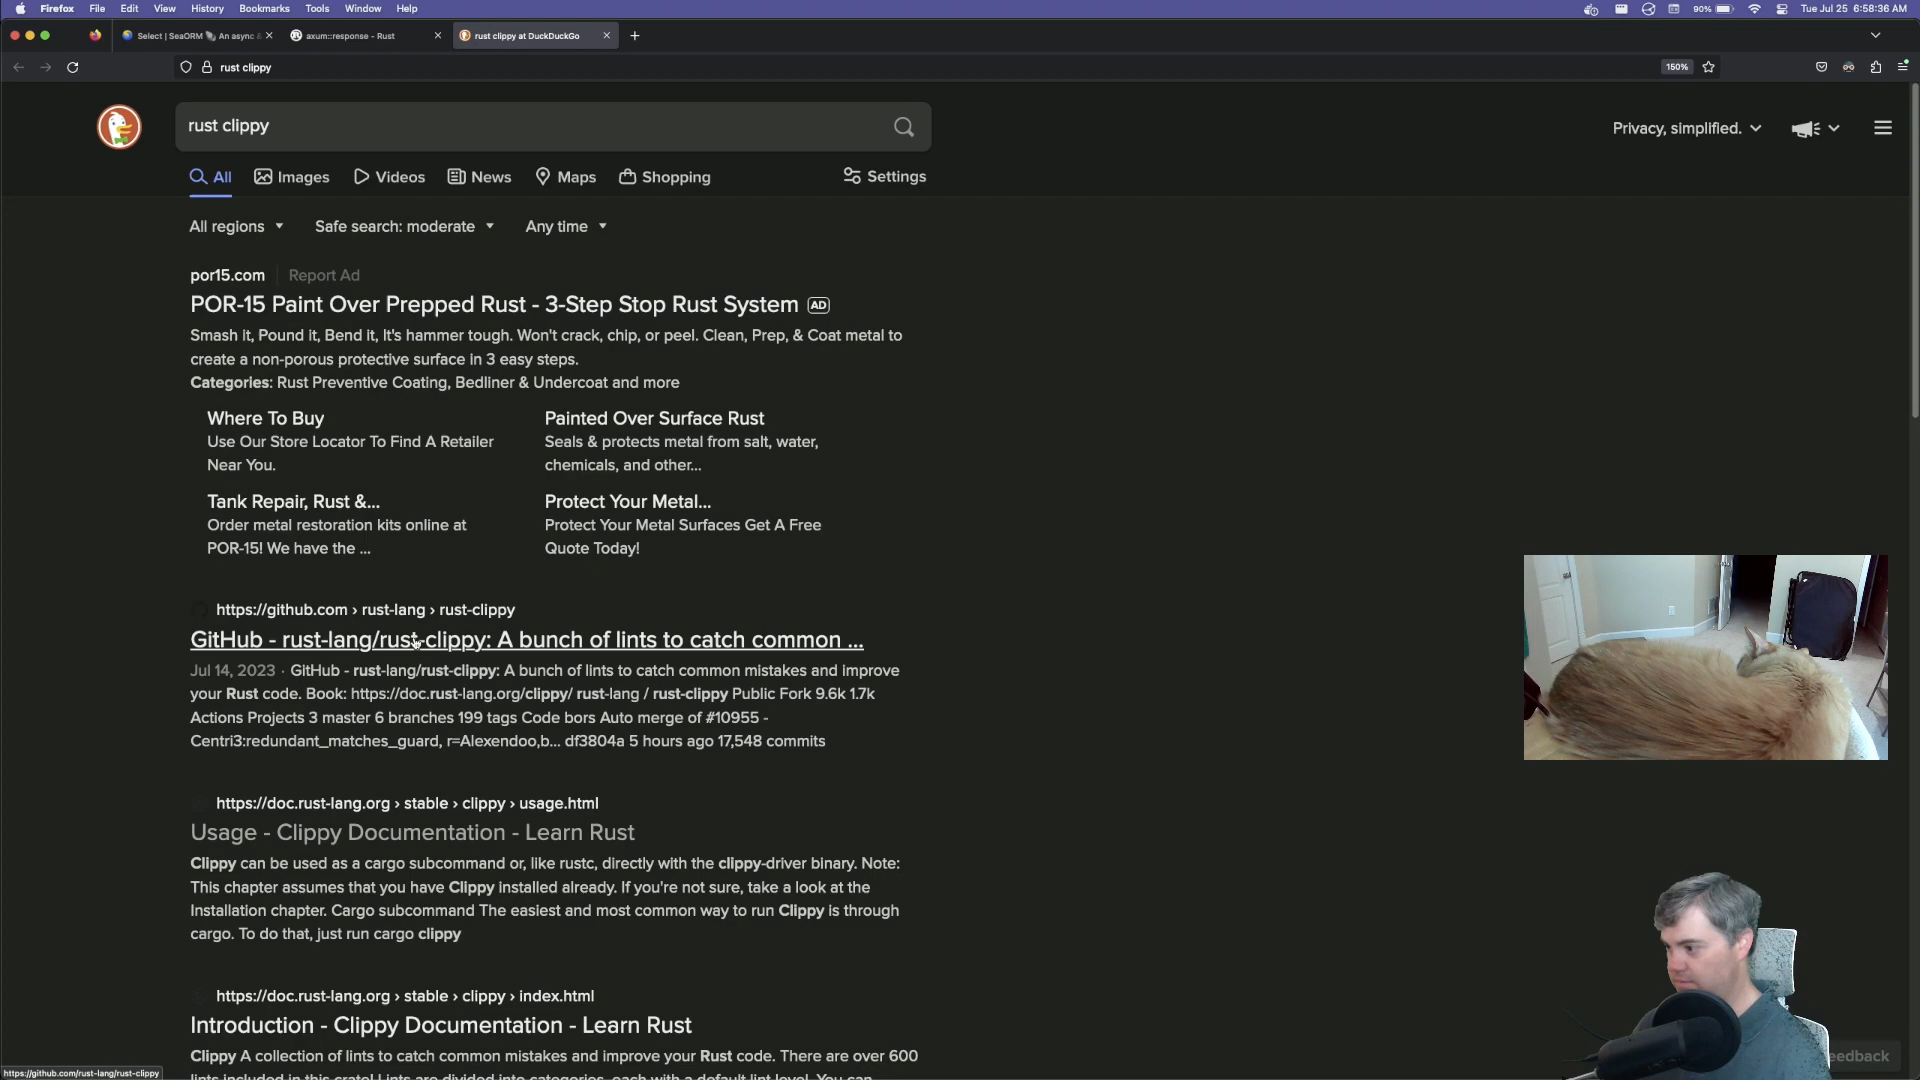 Firefox File Edit View History Bookmarks Tools Window Help 90% Tue Jul 25 6:58:36 AM
Select | SeaORM 🐚 An async & axum::response - Rust rust clippy at DuckDuckGo
rust clippy 150%
rust clippy
Privacy, simplified.
All Images Videos News Maps Shopping Settings
All regions Safe search: moderate Any time
por15.com Report Ad
POR-15 Paint Over Prepped Rust - 3-Step Stop Rust System AD
Smash it, Pound it, Bend it, It's hammer tough. Won't crack, chip, or peel. Clean, Prep, & Coat metal to
create a non-porous protective surface in 3 easy steps.
Categories: Rust Preventive Coating, Bedliner & Undercoat and more
Where To Buy
Use Our Store Locator To Find A Retailer
Near You.
Painted Over Surface Rust
Seals & protects metal from salt, water,
chemicals, and other...
Tank Repair, Rust &...
Order metal restoration kits online at
POR-15! We have the ...
Protect Your Metal...
Protect Your Metal Surfaces Get A Free
Quote Today!
https://github.com › rust-lang › rust-clippy
GitHub - rust-lang/rust-clippy: A bunch of lints to catch common ...
Jul 14, 2023 · GitHub - rust-lang/rust-clippy: A bunch of lints to catch common mistakes and improve
your Rust code. Book: https://doc.rust-lang.org/clippy/ rust-lang / rust-clippy Public Fork 9.6k 1.7k
Actions Projects 3 master 6 branches 199 tags Code bors Auto merge of #10955 -
Centri3:redundant_matches_guard, r=Alexendoo,b... df3804a 5 hours ago 17,548 commits
https://doc.rust-lang.org › stable › clippy › usage.html
Usage - Clippy Documentation - Learn Rust
Clippy can be used as a cargo subcommand or, like rustc, directly with the clippy-driver binary. Note:
This chapter assumes that you have Clippy installed already. If you're not sure, take a look at the
Installation chapter. Cargo subcommand The easiest and most common way to run Clippy is through
cargo. To do that, just run cargo clippy
https://doc.rust-lang.org › stable › clippy › index.html
Introduction - Clippy Documentation - Learn Rust
Clippy A collection of lints to catch common mistakes and improve your Rust code. There are over 600
lints included in this crate! Lints are divided into categories, each with a default lint level. You can
eedback
https://github.com/rust-lang/rust-clippy